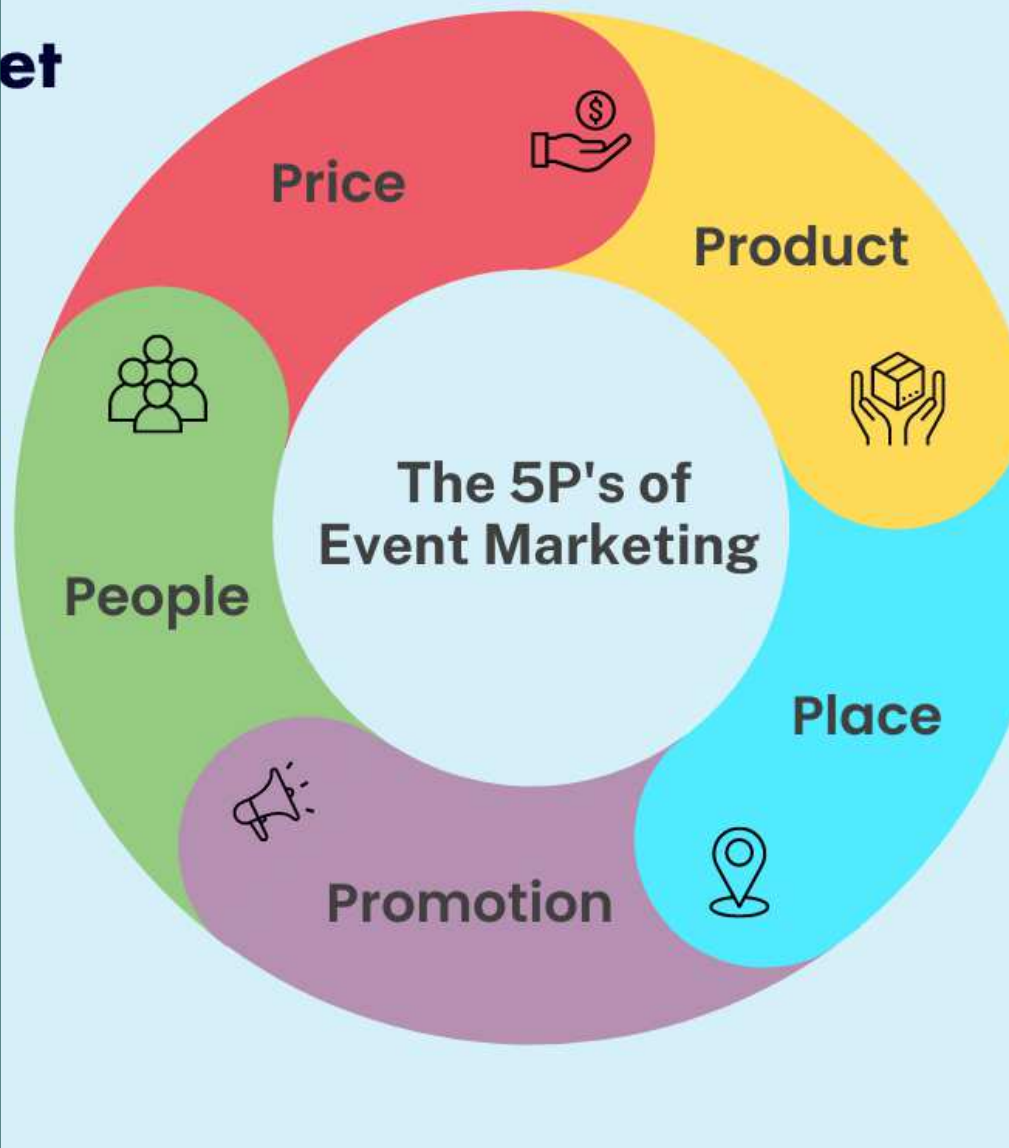 et
Price
Product
The 5P's of
Event Marketing
People
Place
Promotion